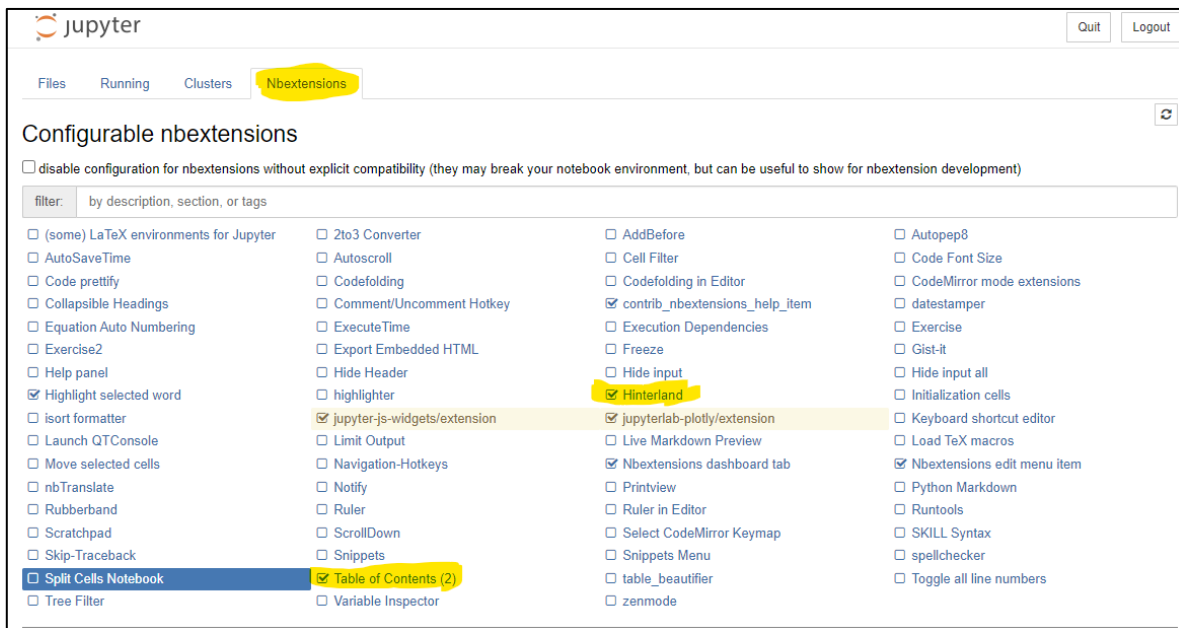 jupyter
Quit
Logout
Files Running Clusters Nbextensions
Configurable nbextensions
disable configuration for nbextensions without explicit compatibility (they may break your notebook environment, but can be useful to show for nbextension development)
filter: by description, section, or tags
(some) LaTeX environments for Jupyter 2to3 Converter AddBefore Autopep8
AutoSaveTime Autoscroll Cell Filter Code Font Size
Code prettify Codefolding Codefolding in Editor CodeMirror mode extensions
Collapsible Headings Comment/Uncomment Hotkey contrib_nbextensions_help_item datestamper
Equation Auto Numbering ExecuteTime Execution Dependencies Exercise
Exercise2 Export Embedded HTML Freeze Gist-it
Help panel Hide Header Hide input Hide input all
Highlight selected word highlighter Hinterland Initialization cells
isort formatter jupyter-js-widgets/extension jupyterlab-plotly/extension Keyboard shortcut editor
Launch QTConsole Limit Output Live Markdown Preview Load TeX macros
Move selected cells Navigation-Hotkeys Nbextensions dashboard tab Nbextensions edit menu item
nbTranslate Notify Printview Python Markdown
Rubberband Ruler Ruler in Editor Runtools
Scratchpad ScrollDown Select CodeMirror Keymap SKILL Syntax
Skip-Traceback Snippets Snippets Menu spellchecker
Split Cells Notebook Table of Contents (2) table_beautifier Toggle all line numbers
Tree Filter Variable Inspector zenmode